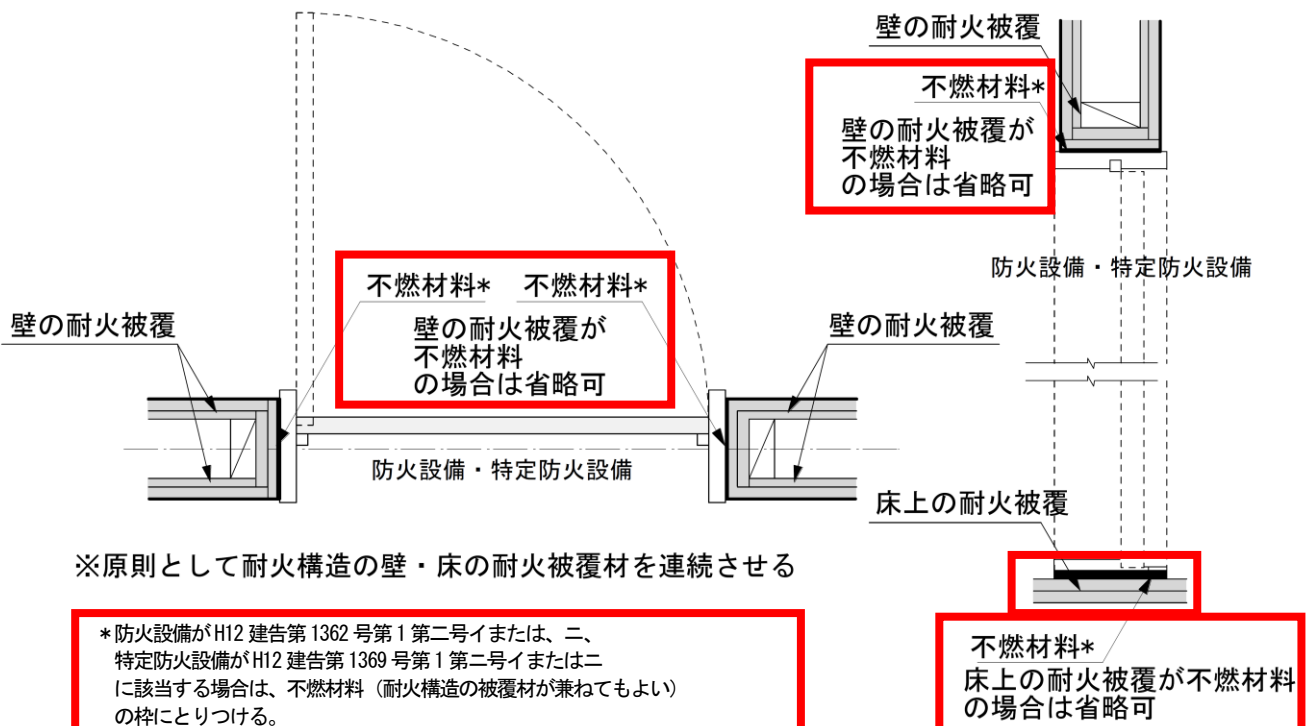 壁の耐火被覆
不燃材料*
壁の耐火被覆が
不燃材料
の場合は省略可
防火設備・特定防火設備
不燃材料* 不燃材料*
壁の耐火被覆が
不燃材料
の場合は省略可
壁の耐火被覆
壁の耐火被覆
防火設備・特定防火設備
床上の耐火被覆
※原則として耐火構造の壁・床の耐火被覆材を連続させる
*防火設備がH12 建告第1362 号第1 第二号イまたは、ニ、
特定防火設備がH12 建告第1369 号第1 第二号イまたはニ
に該当する場合は、不燃材料（耐火構造の被覆材が兼ねてもよい）
の枠にとりつける。
不燃材料*
床上の耐火被覆が不燃材料
の場合は省略可